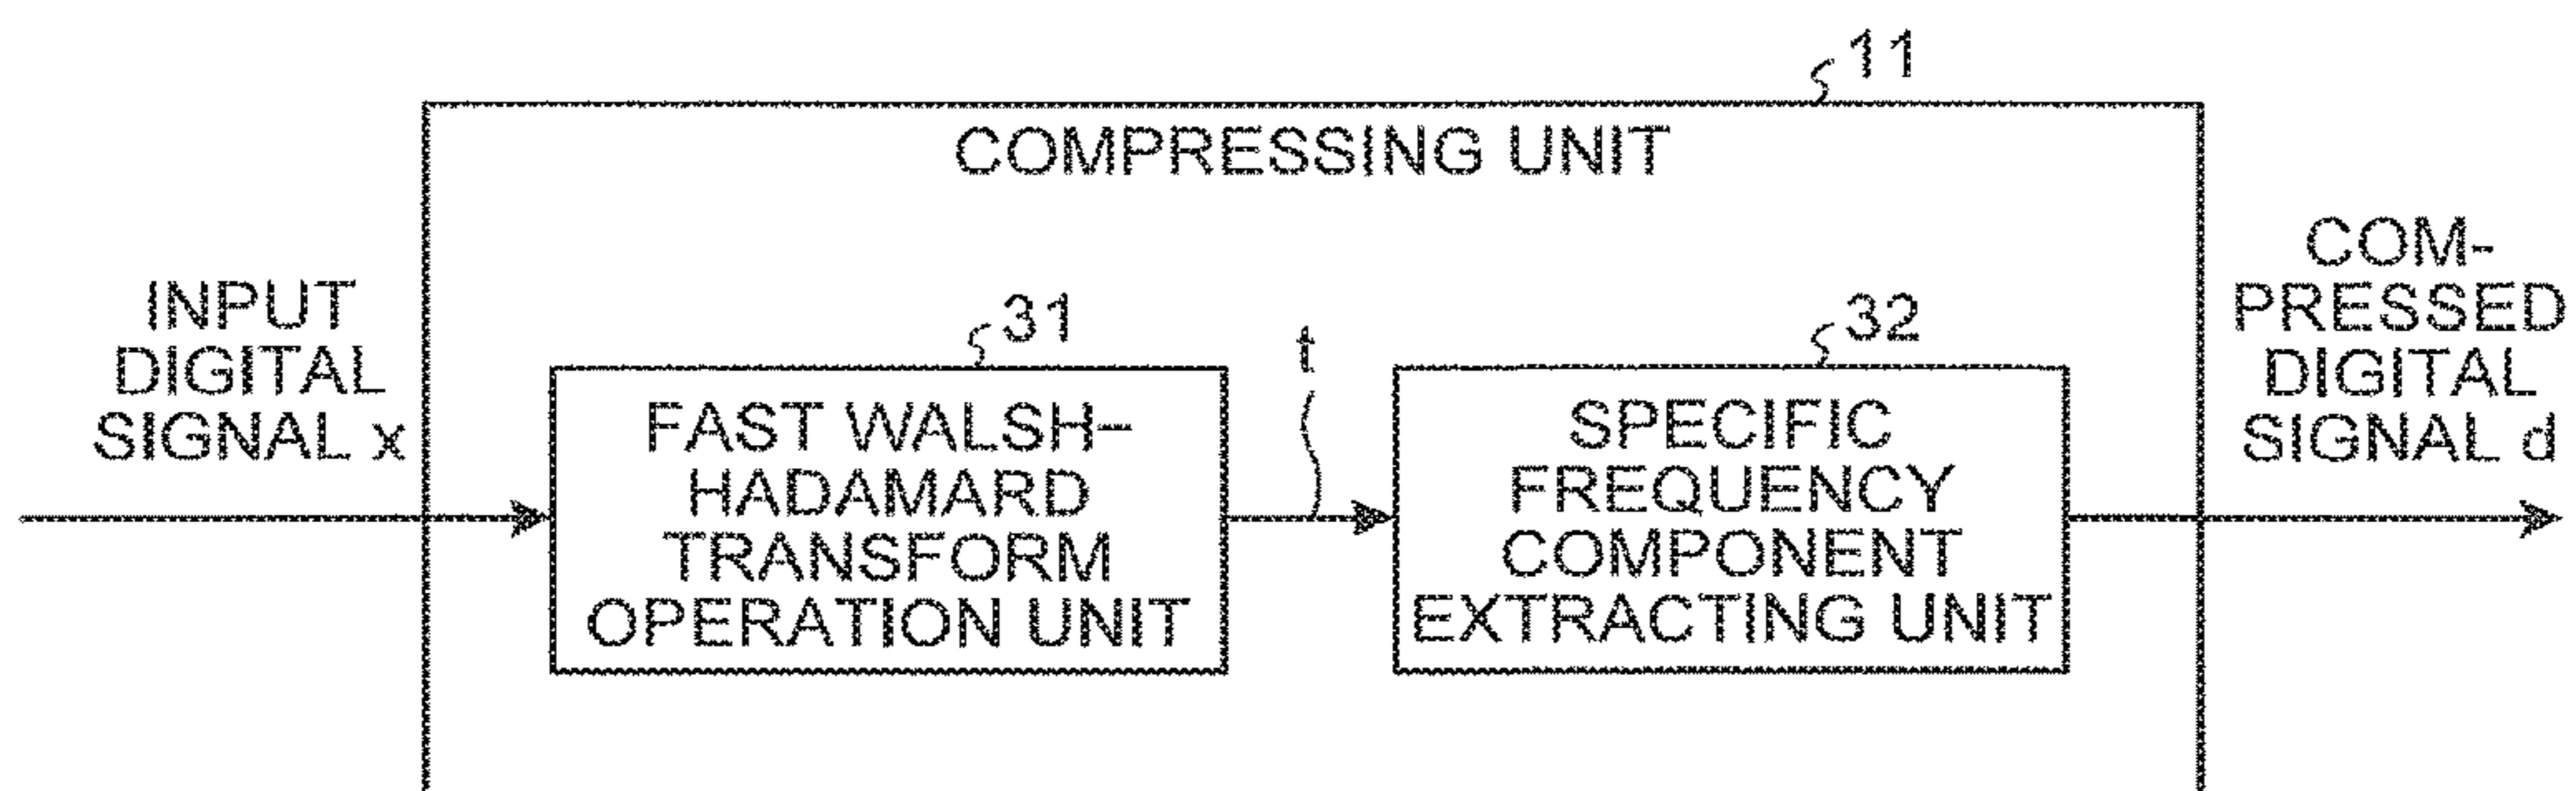 11
COMPRESSING UNIT
INPUT
DIGITAL
SIGNAL x
31
FAST WALSH–
HADAMARD
TRANSFORM
OPERATION UNIT
t
32
SPECIFIC
FREQUENCY
COMPONENT
EXTRACTING UNIT
COM-
PRESSED
DIGITAL
SIGNAL d